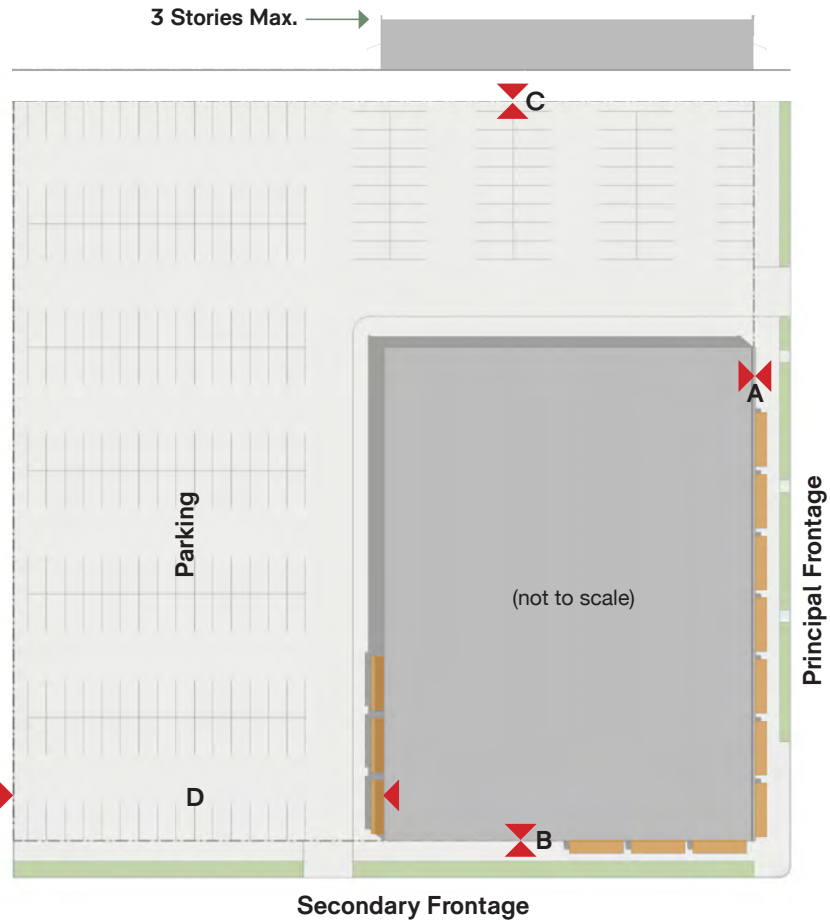 3 Stories Max.
C
A
Parking
(not to scale)
Principal Frontage
D
B
Secondary Frontage